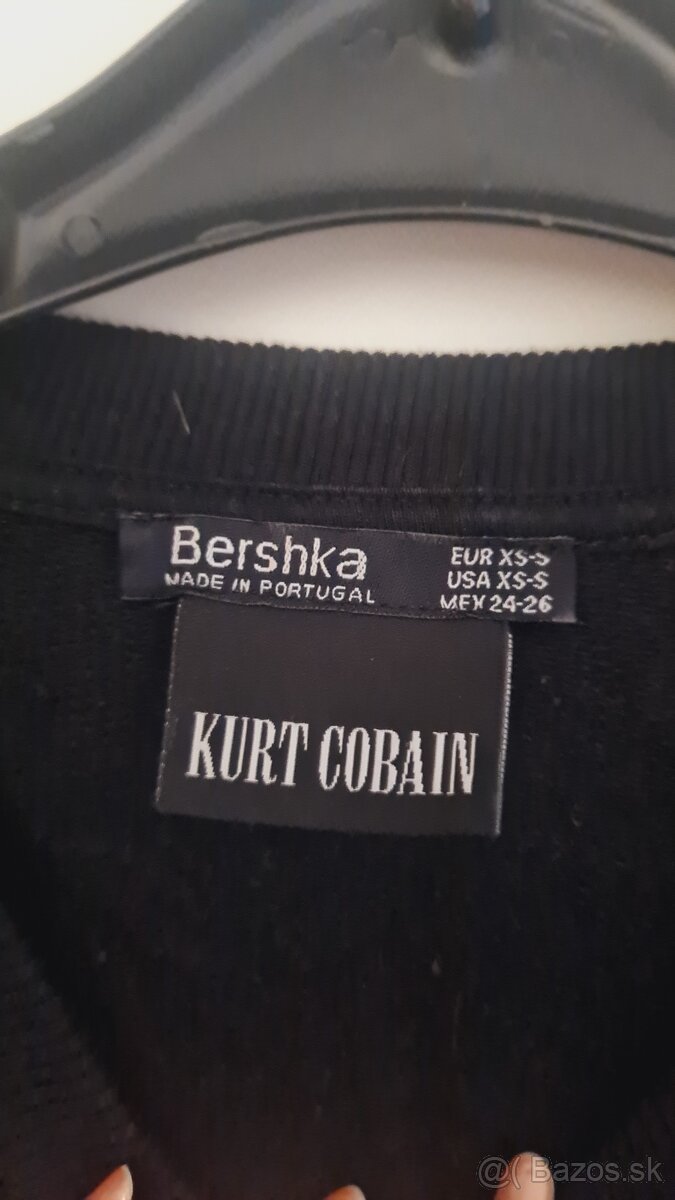 Bershka
MADE IN PORTUGAL
EUR XS-S
USA XS-S
MEX 24-26
KURT COBAIN
@( Bazos.sk